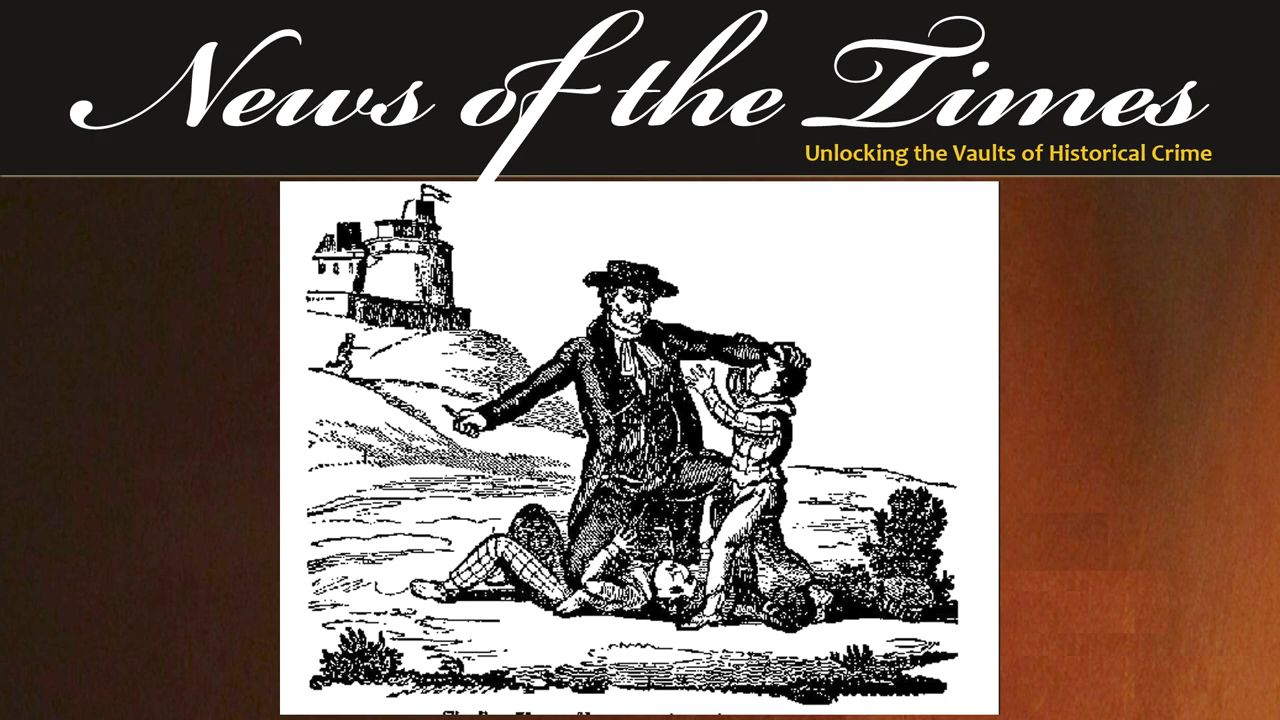 News of the Times
Unlocking the Vaults of Historical Crime